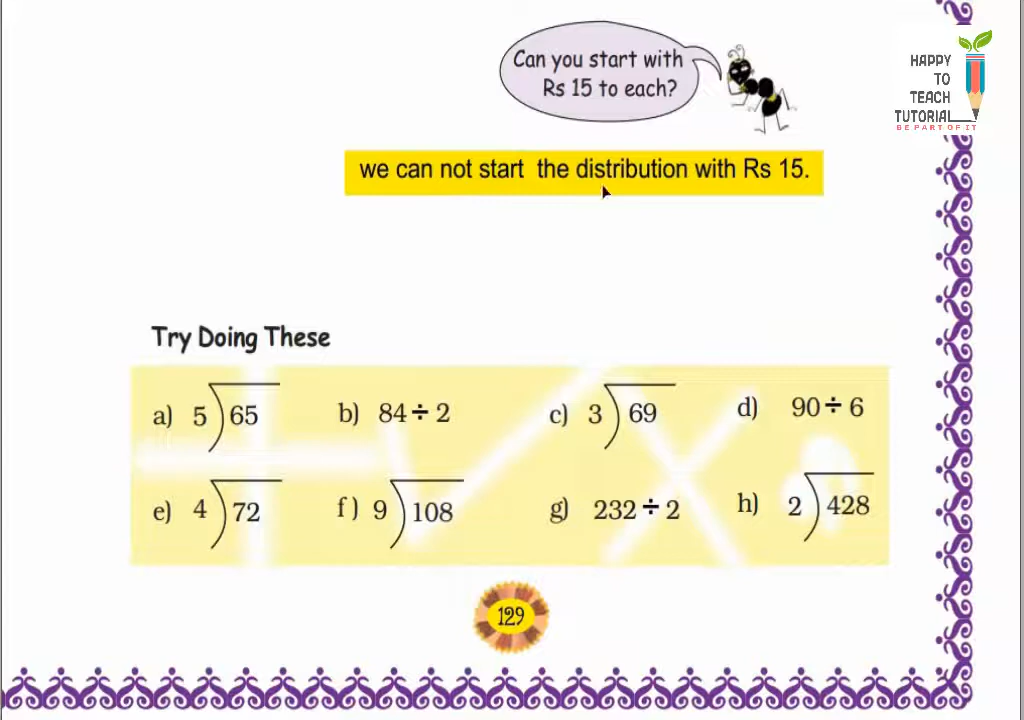 Can you start with
Rs 15 to each?
HAPPY
TO
TEACH
TUTORIAL
BE PART OF IT
we can not start the distribution with Rs 15.
Try Doing These
a) 5)65 b) 84 ÷ 2 c) 3)69 d) 90 ÷ 6
e) 4)72 f) 9)108 g) 232 ÷ 2 h) 2)428
129